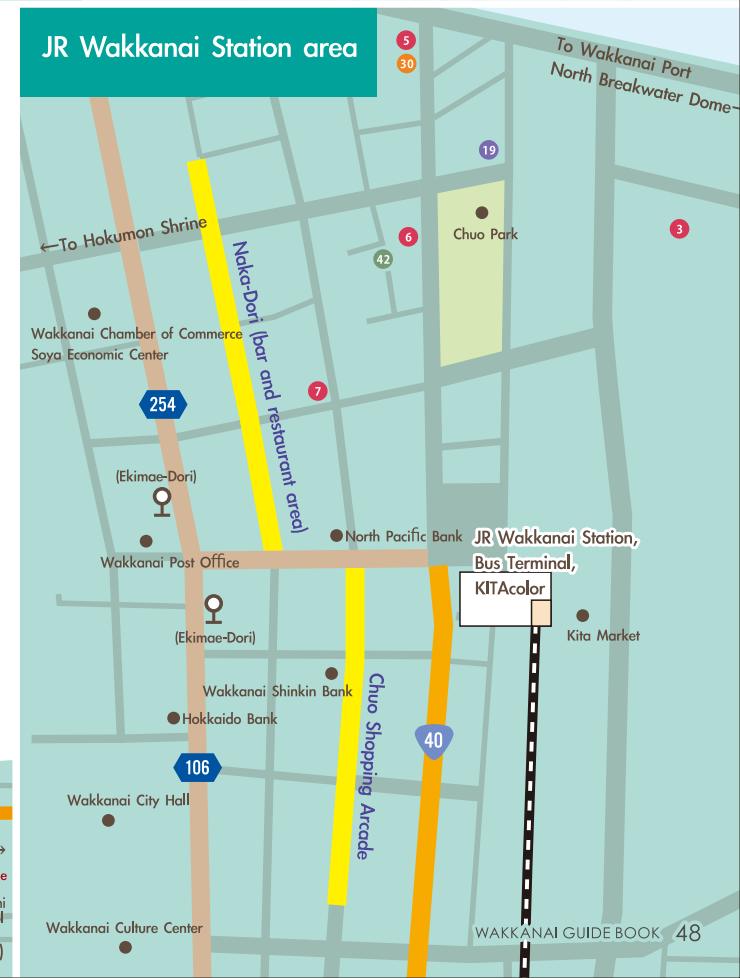 JR Wakkanai Station area
5
30
To Wakkanai Port
North Breakwater Dome
19
3
Chuo Park
6
42
←To Hokumon Shrine
Naka-Dori (bar and restaurant area)
Wakkanai Chamber of Commerce
Soya Economic Center
7
254
(Ekimae-Dori)
North Pacific Bank
JR Wakkanai Station,
Bus Terminal,
KITAcolor
Wakkanai Post Office
(Ekimae-Dori)
Kita Market
Wakkanai Shinkin Bank
Chuo Shopping Arcade
Hokkaido Bank
40
106
Wakkanai City Hall
Wakkanai Culture Center
WAKKANAI GUIDE BOOK 48